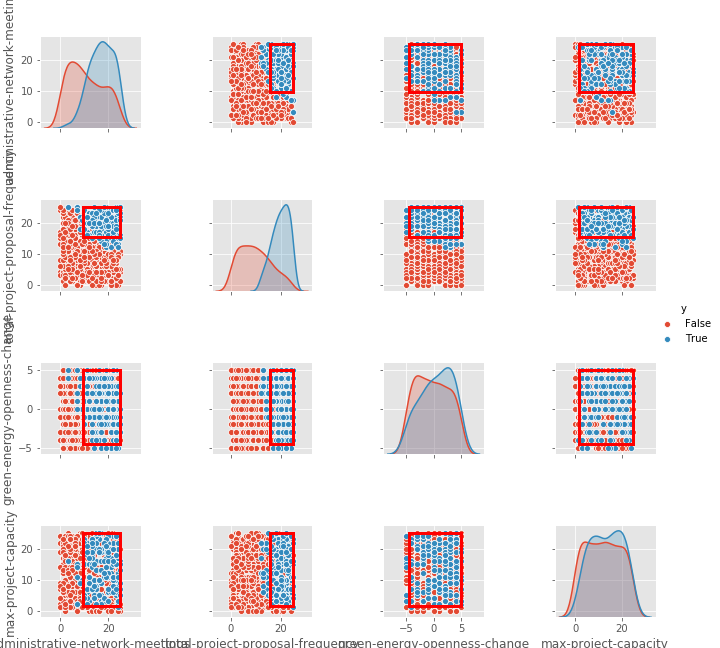 administrative-network-meetings
20
10
0
total-project-proposal-frequency
20
10
0
green-energy-openness-change
5
0
−5
y
False
True
max-project-capacity
20
10
0
0 20
0 20
−5 0 5
0 20
administrative-network-meetings
total-project-proposal-frequency
green-energy-openness-change
max-project-capacity